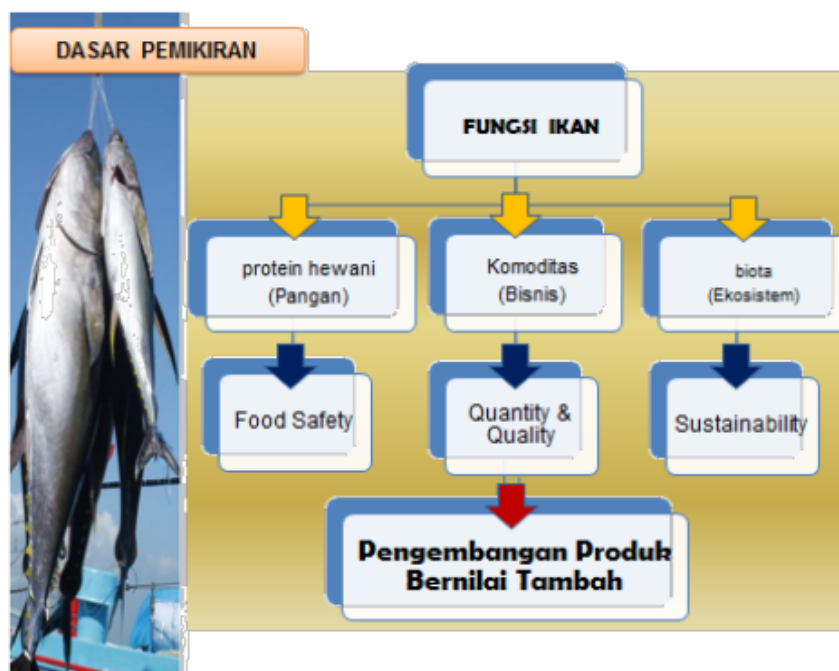 DASAR PEMIKIRAN
FUNGSI IKAN
protein hewani
(Pangan)
Komoditas
(Bisnis)
biota
(Ekosistem)
Food Safety
Quantity &
Quality
Sustainability
Pengembangan Produk
Bernilai Tambah